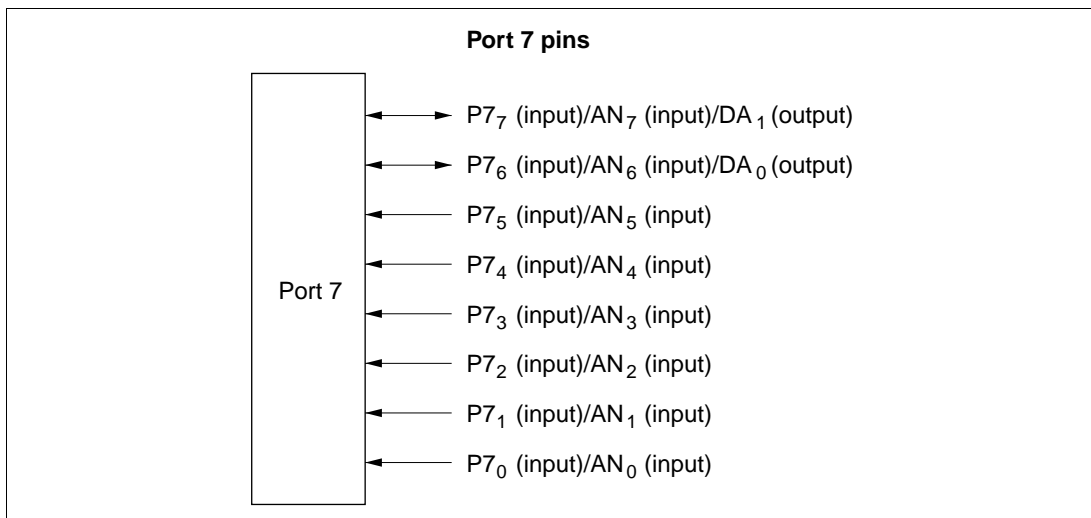 Port 7 pins
P7₇ (input)/AN₇ (input)/DA₁ (output)
P7₆ (input)/AN₆ (input)/DA₀ (output)
P7₅ (input)/AN₅ (input)
P7₄ (input)/AN₄ (input)
Port 7
P7₃ (input)/AN₃ (input)
P7₂ (input)/AN₂ (input)
P7₁ (input)/AN₁ (input)
P7₀ (input)/AN₀ (input)